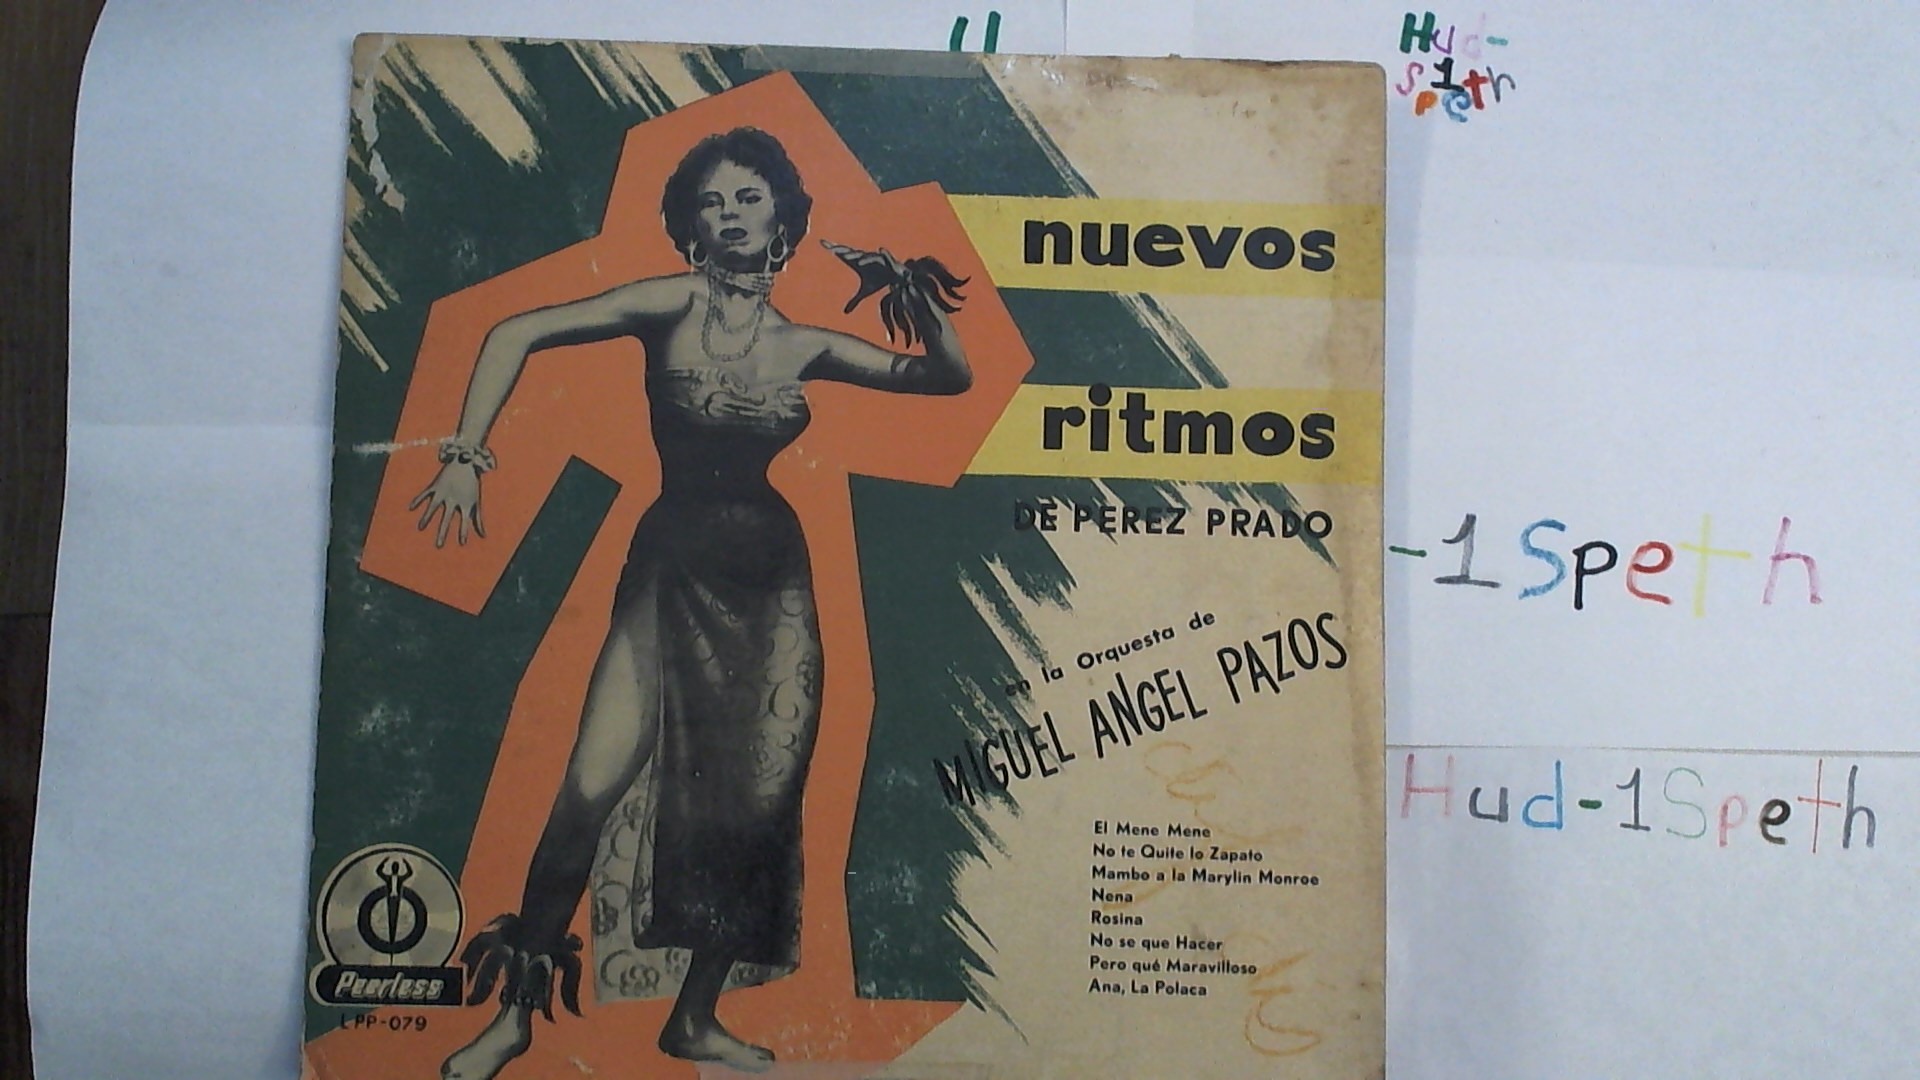 Hud-
1
speth
nuevos
ritmos
DE PEREZ PRADO
-1Speth
en la Orquesta de
MIGUEL ANGEL PAZOS
Hud-1Speth
El Mene Mene
No te Quite lo Zapato
Mambo a la Marylin Monroe
Nena
Rosina
No se que Hacer
Pero qué Maravilloso
Ana, La Polaca
Peerless
LPP-079